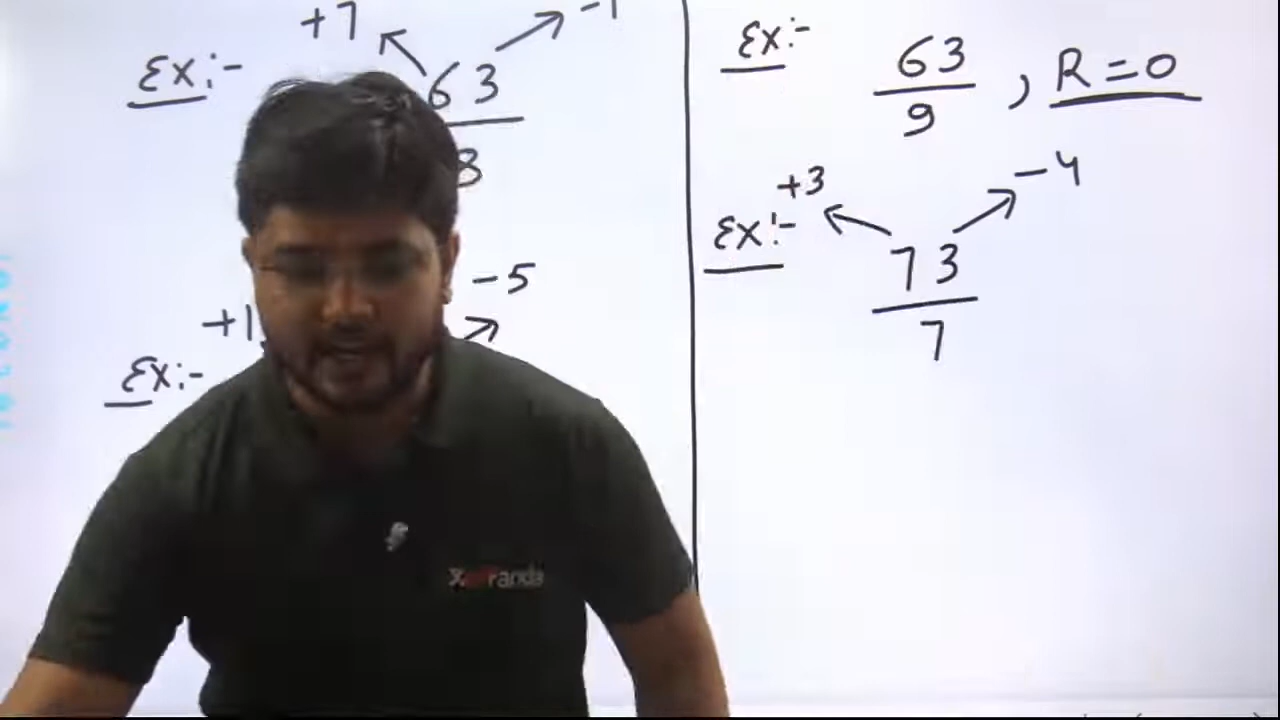 +7 -1
Ex:- 63
8
+1 -5
Ex:-
Ex:- 63
9 , R=0
+3 -4
Ex:- 73
7